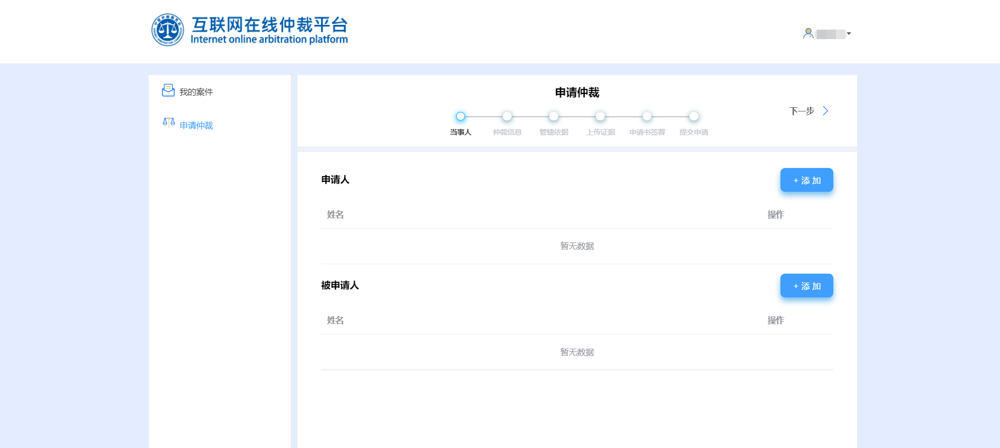 互联网在线仲裁平台
Internet online arbitration platform
我的案件
申请仲裁
申请仲裁
下一步
当事人 仲裁信息 管辖依据 上传证据 申请书签署 提交申请
申请人
+ 添加
姓名 操作
暂无数据
被申请人
+ 添加
姓名 操作
暂无数据